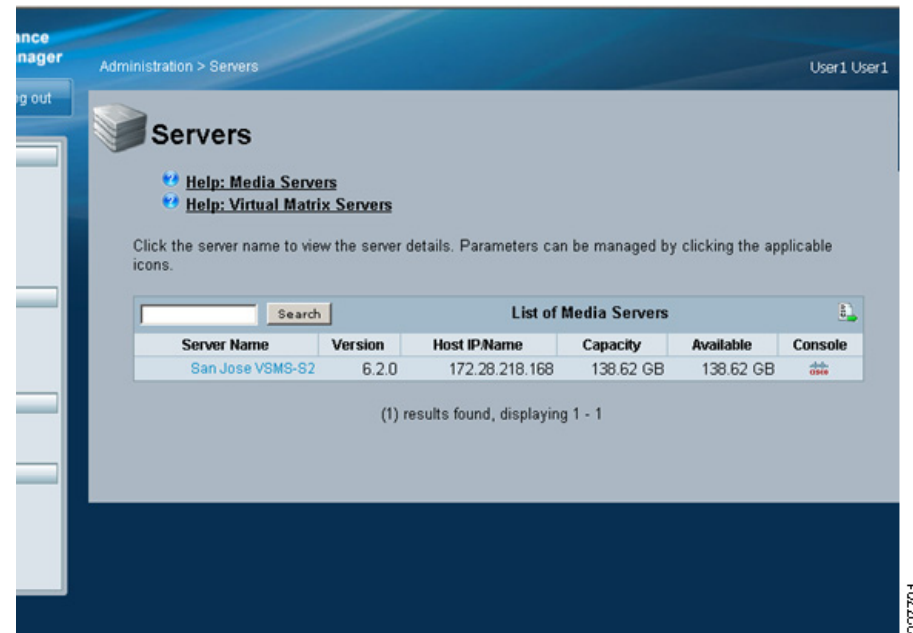 Administration > Servers
User1 User1
Servers
Help: Media Servers
Help: Virtual Matrix Servers
Click the server name to view the server details. Parameters can be managed by clicking the applicable
icons.
Search
List of Media Servers
Server Name Version Host IP/Name Capacity Available Console
San Jose VSMS-S2 6.2.0 172.28.218.168 138.62 GB 138.62 GB
(1) results found, displaying 1 - 1